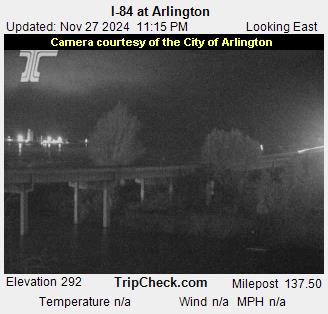 I-84 at Arlington
Updated: Nov 27 2024 11:15 PM Looking East
Camera courtesy of the City of Arlington
Elevation 292 TripCheck.com Milepost 137.50
Temperature n/a Wind n/a MPH n/a